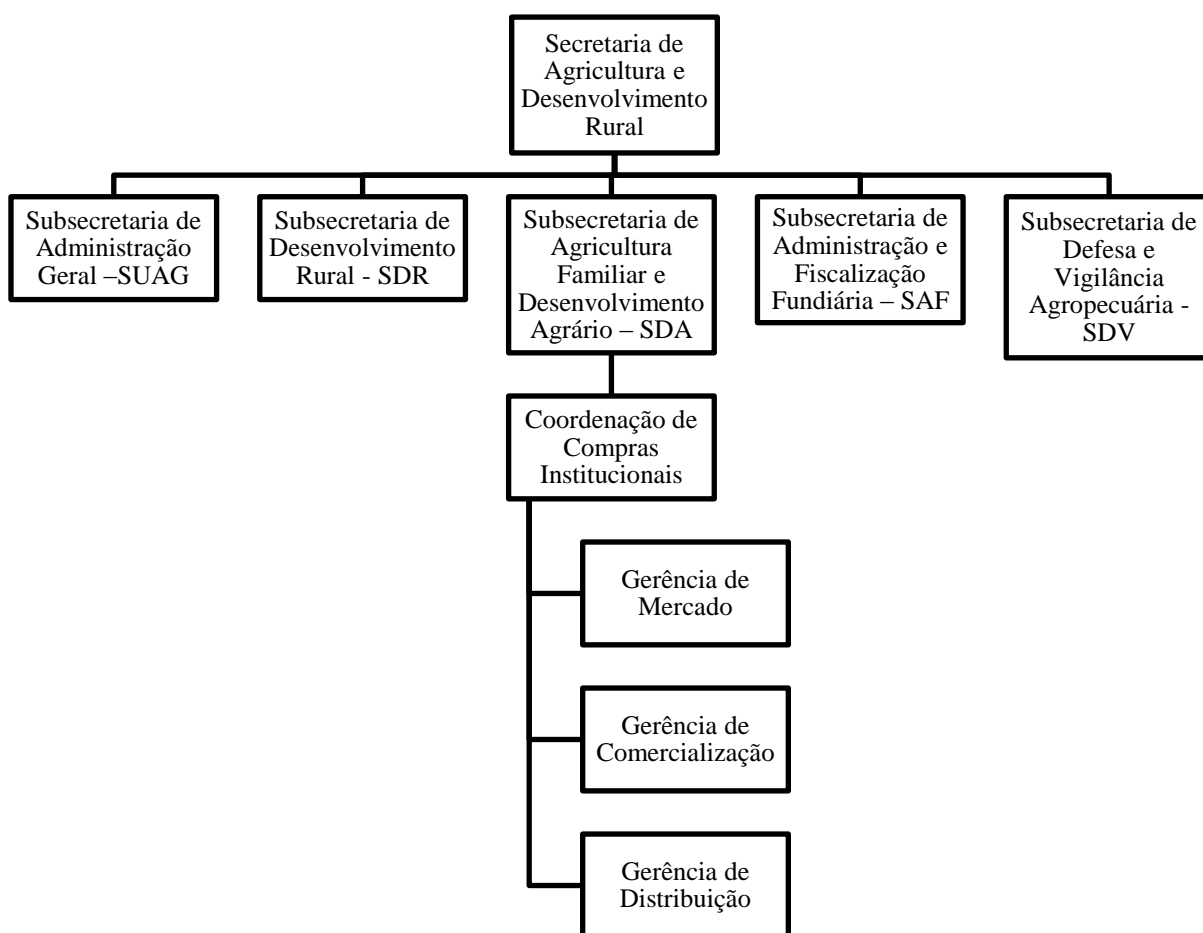 Secretaria de
Agricultura e
Desenvolvimento
Rural
Subsecretaria de
Administração
Geral –SUAG
Subsecretaria de
Desenvolvimento
Rural - SDR
Subsecretaria de
Agricultura
Familiar e
Desenvolvimento
Agrário – SDA
Subsecretaria de
Administração e
Fiscalização
Fundiária – SAF
Subsecretaria de
Defesa e
Vigilância
Agropecuária -
SDV
Coordenação de
Compras
Institucionais
Gerência de
Mercado
Gerência de
Comercialização
Gerência de
Distribuição